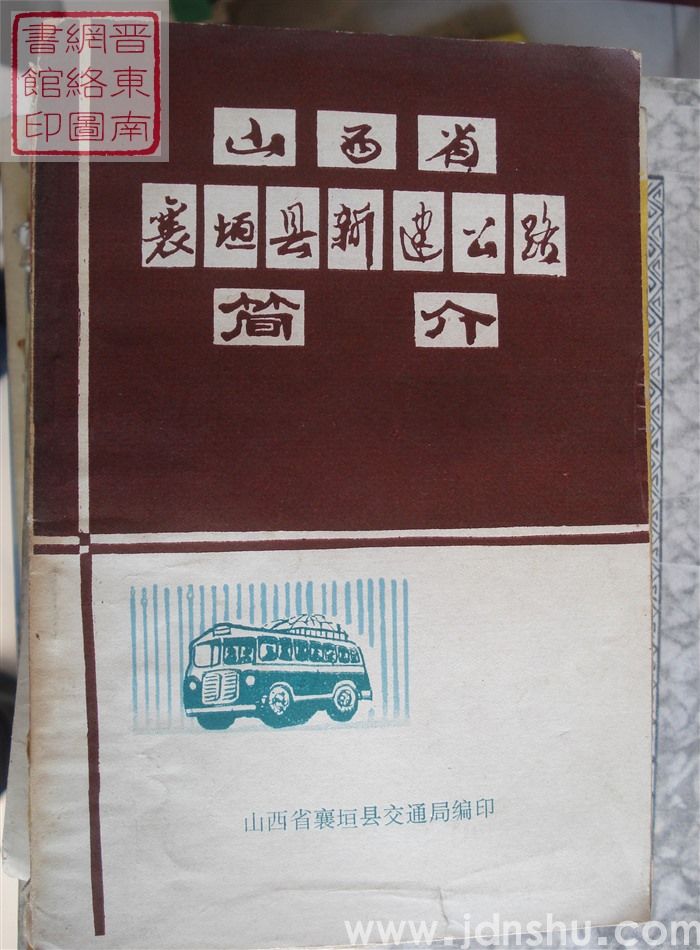 晋東南
網絡圖
書館印
山西省
襄垣县新建公路
简介
山西省襄垣县交通局编印
www.jdnshu.com